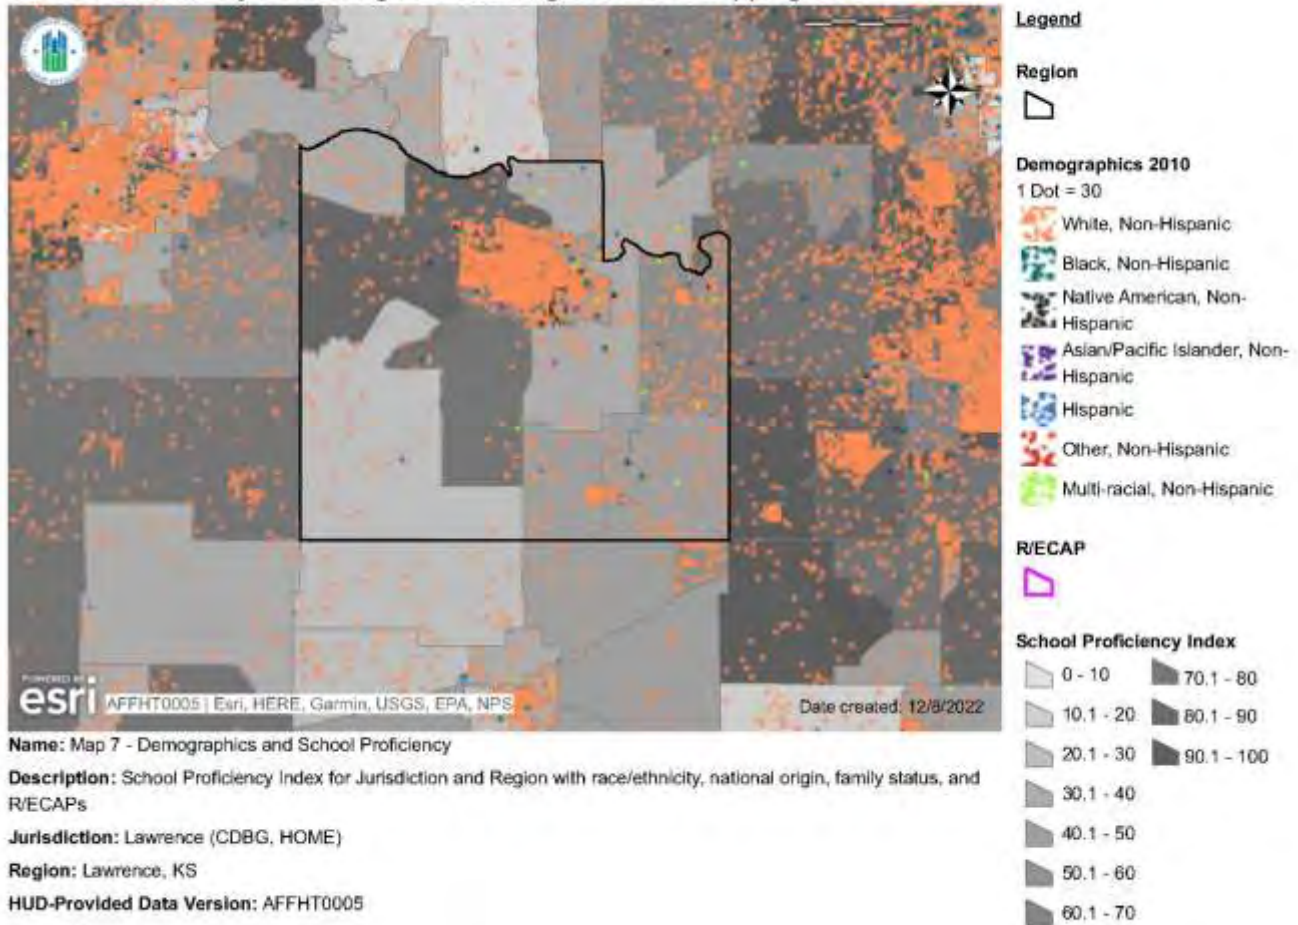 Legend
Region
Demographics 2010
1 Dot = 30
White, Non-Hispanic
Black, Non-Hispanic
Native American, Non-
Hispanic
Asian/Pacific Islander, Non-
Hispanic
Hispanic
Other, Non-Hispanic
Multi-racial, Non-Hispanic
R/ECAP
School Proficiency Index
0 - 10
10.1 - 20
20.1 - 30
30.1 - 40
40.1 - 50
50.1 - 60
60.1 - 70
70.1 - 80
80.1 - 90
90.1 - 100
POWERED BY
esri
AFFHT0005 | Esri, HERE, Garmin, USGS, EPA, NPS
Date created: 12/8/2022
Name: Map 7 - Demographics and School Proficiency
Description: School Proficiency Index for Jurisdiction and Region with race/ethnicity, national origin, family status, and
R/ECAPs
Jurisdiction: Lawrence (CDBG, HOME)
Region: Lawrence, KS
HUD-Provided Data Version: AFFHT0005